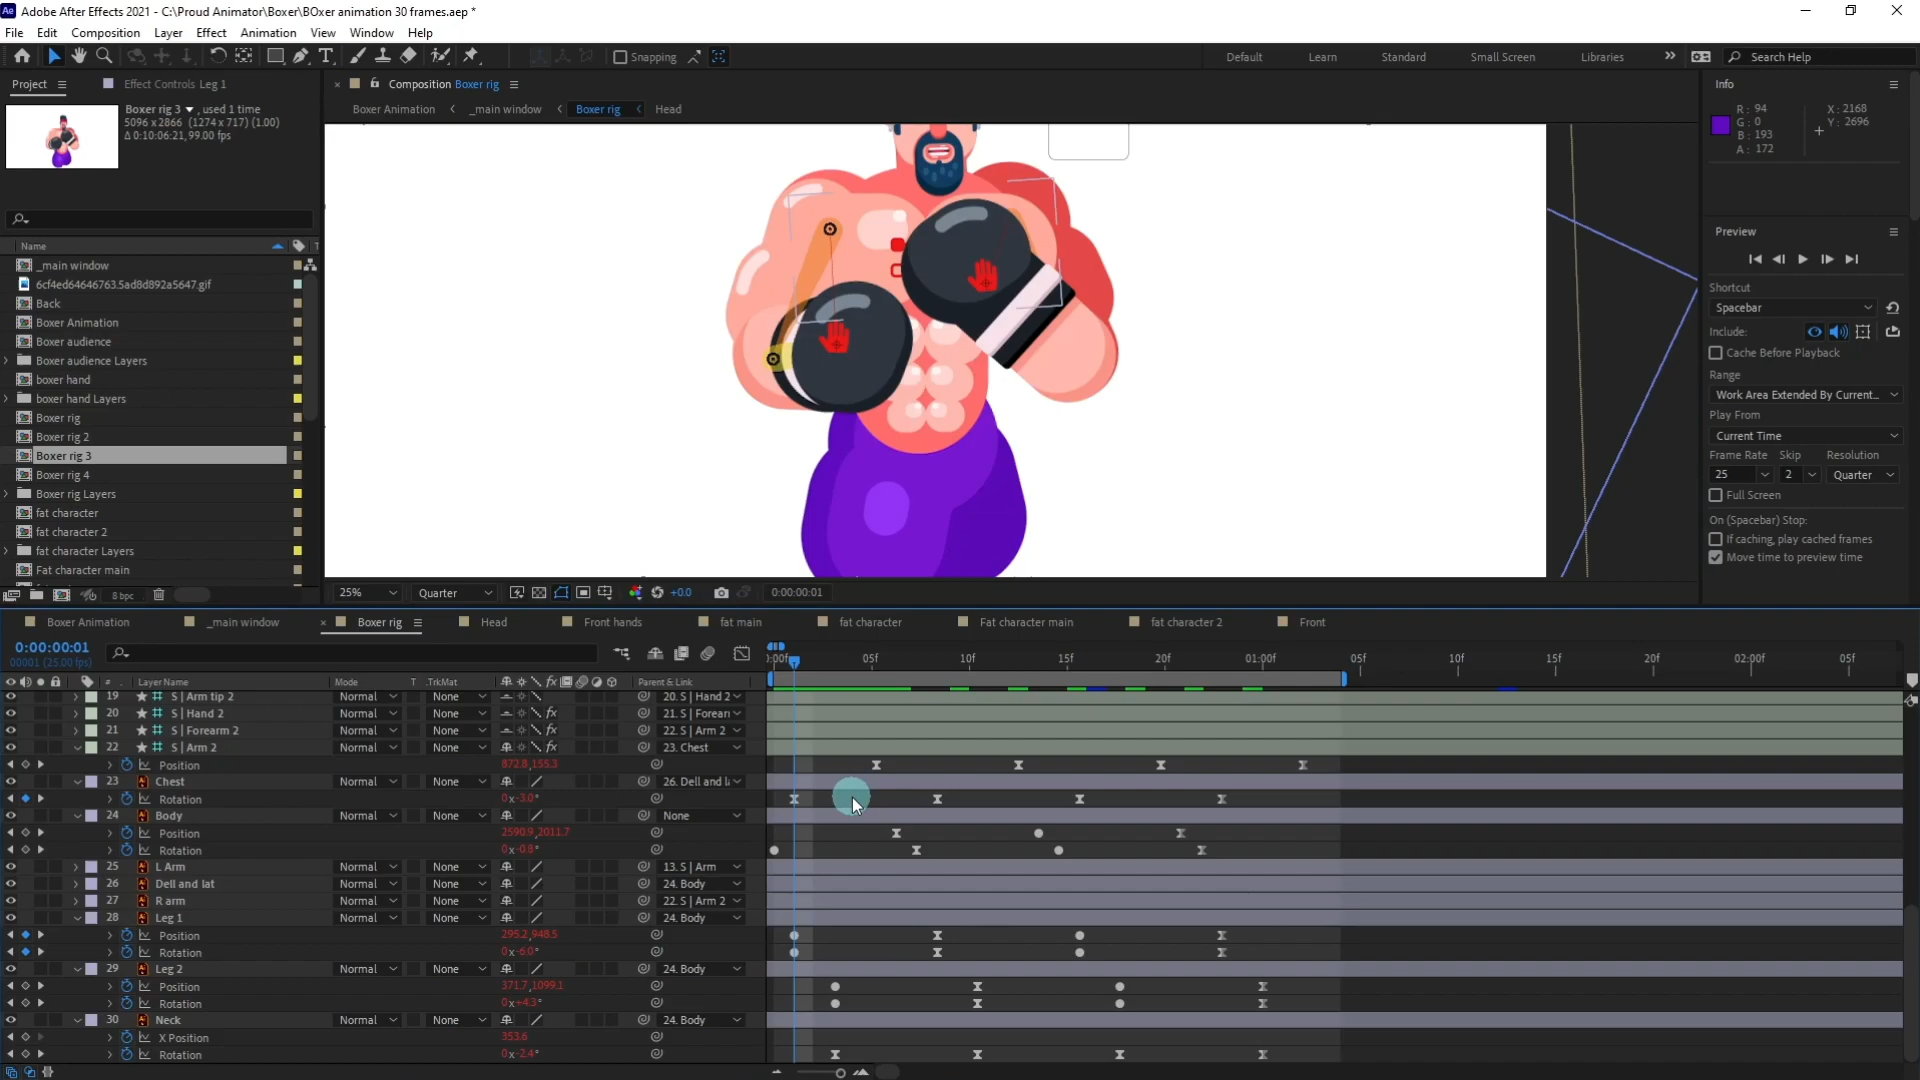 Adobe After Effects 2021 - C:\Proud Animator\Boxer\BOxer animation 30 frames.aep *
File Edit Composition Layer Effect Animation View Window Help
Snapping Default Learn Standard Small Screen Libraries Search Help
Project Effect Controls Leg 1
Boxer rig 3 , used 1 time
5096 x 2866 (1274 x 717) (1.00)
Δ 0:10:06:21, 99.00 fps
Name
_main window
6cf4ed64646763.5ad8d892a5647.gif
Back
Boxer Animation
Boxer audience
Boxer audience Layers
boxer hand
boxer hand Layers
Boxer rig
Boxer rig 2
Boxer rig 3
Boxer rig 4
Boxer rig Layers
fat character
fat character 2
fat character Layers
Fat character main
8 bpc
Composition Boxer rig
Boxer Animation _main window Boxer rig Head
25% Quarter +0.0 0:00:00:01
Info
R: 94
G: 0
B: 193
A: 172
X: 2168
Y: 2696
Preview
Shortcut
Spacebar
Include:
Cache Before Playback
Range
Work Area Extended By Current...
Play From
Current Time
Frame Rate Skip Resolution
25 2 Quarter
Full Screen
On (Spacebar) Stop:
If caching, play cached frames
Move time to preview time
Boxer Animation _main window Boxer rig Head Front hands fat main fat character Fat character main fat character 2 Front
0:00:00:01
00001 (25.00 fps)
05f 10f 15f 20f 01:00f 05f 10f 15f 20f 02:00f 05f
# Layer Name Mode T .TrkMat Parent & Link
19 S | Arm tip 2 Normal None 20. S | Hand 2
20 S | Hand 2 Normal None 21. S | Forearm
21 S | Forearm 2 Normal None 22. S | Arm 2
22 S | Arm 2 Normal None 23. Chest
Position 872.8,155.3
23 Chest Normal None 26. Dell and l
Rotation 0x-3.0°
24 Body Normal None None
Position 2590.9,2011.7
Rotation 0x-0.8°
25 L Arm Normal None 13. S | Arm
26 Dell and lat Normal None 24. Body
27 R arm Normal None 22. S | Arm 2
28 Leg 1 Normal None 24. Body
Position 295.2,948.5
Rotation 0x-6.0°
29 Leg 2 Normal None 24. Body
Position 371.7,1099.1
Rotation 0x+4.3°
30 Neck Normal None 24. Body
X Position 353.6
Rotation 0x-2.4°